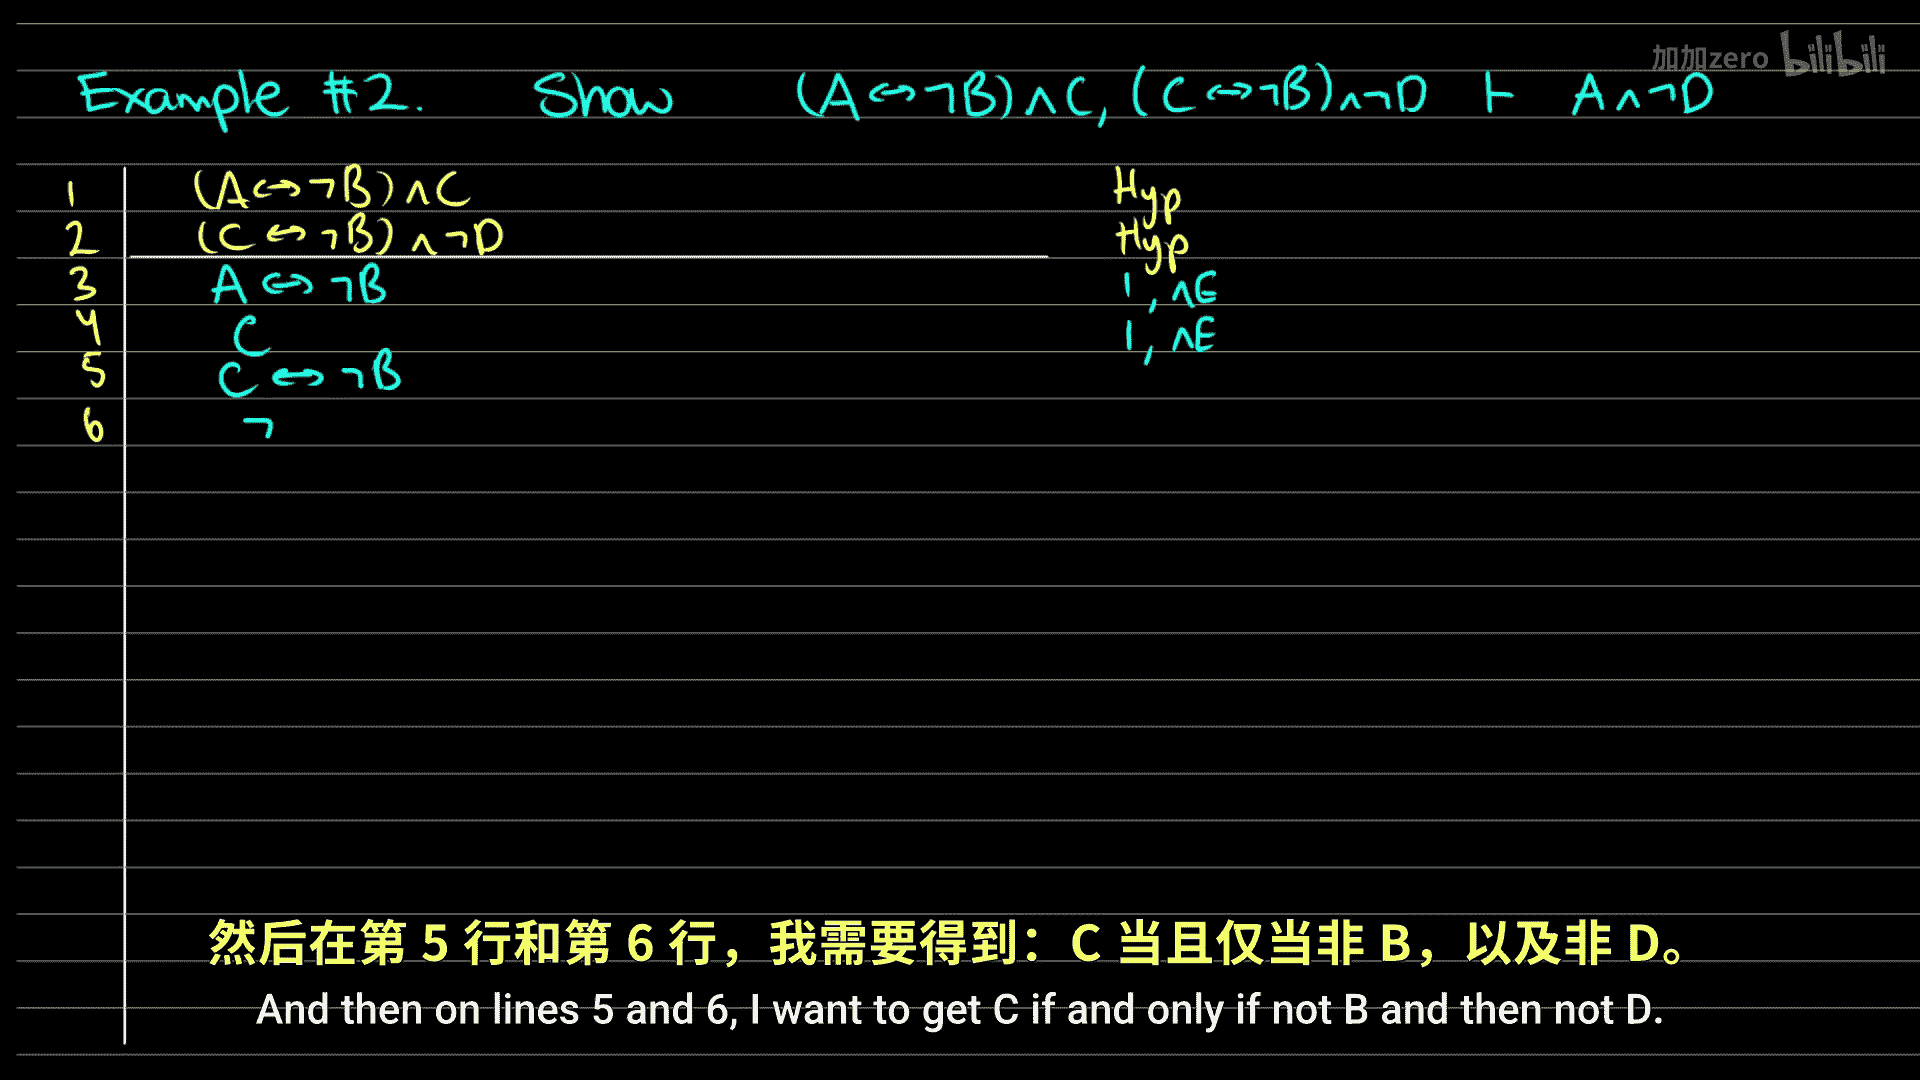 加加zero bilibili
Example #2. Show (A↔¬B)∧C, (C↔¬B)∧¬D ⊢ A∧¬D
1 (A↔¬B)∧C Hyp
2 (C↔¬B)∧¬D Hyp
3 A↔¬B 1, ∧E
4 C 1, ∧E
5 C↔¬B
6 ¬
然后在第 5 行和第 6 行，我需要得到：C 当且仅当非 B，以及非 D。
And then on lines 5 and 6, I want to get C if and only if not B and then not D.